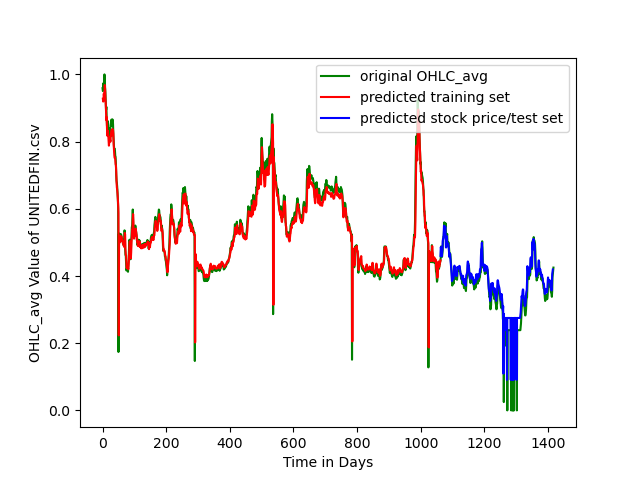 original OHLC_avg
predicted training set
predicted stock price/test set
OHLC_avg Value of UNITEDFIN.csv
1.0
0.8
0.6
0.4
0.2
0.0
0 200 400 600 800 1000 1200 1400
Time in Days